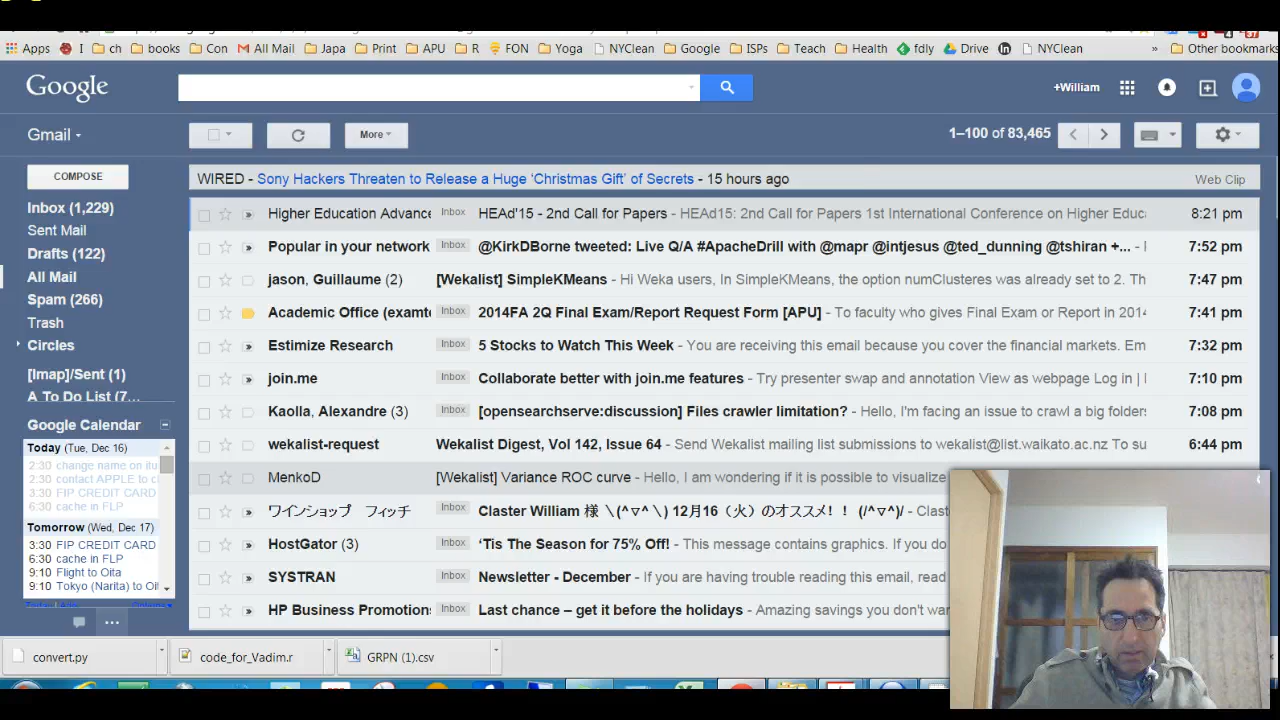 Apps I ch books Con All Mail Japa Print APU R FON Yoga NYClean Google ISPs Teach Health fdly Drive NYClean » Other bookmarks
Google
+William
Gmail
More
1–100 of 83,465
COMPOSE
WIRED - Sony Hackers Threaten to Release a Huge ‘Christmas Gift’ of Secrets - 15 hours ago
Web Clip
Inbox (1,229)
Sent Mail
Drafts (122)
All Mail
Spam (266)
Trash
Circles
[Imap]/Sent (1)
A To Do List (7...
Google Calendar
Today (Tue, Dec 16)
2:30 change name on itu
2:30 contact APPLE to c
3:30 FIP CREDIT CARD
6:30 cache in FLP
Tomorrow (Wed, Dec 17)
3:30 FIP CREDIT CARD
6:30 cache in FLP
9:10 Flight to Oita
9:10 Tokyo (Narita) to Oit
Higher Education Advance Inbox HEAd'15 - 2nd Call for Papers - HEAd15: 2nd Call for Papers 1st International Conference on Higher Educ 8:21 pm
Popular in your network Inbox @KirkDBorne tweeted: Live Q/A #ApacheDrill with @mapr @intjesus @ted_dunning @tshiran +... - 7:52 pm
jason, Guillaume (2) [Wekalist] SimpleKMeans - Hi Weka users, In SimpleKMeans, the option numClusteres was already set to 2. Th 7:47 pm
Academic Office (examte Inbox 2014FA 2Q Final Exam/Report Request Form [APU] - To faculty who gives Final Exam or Report in 2014 7:41 pm
Estimize Research Inbox 5 Stocks to Watch This Week - You are receiving this email because you cover the financial markets. Em 7:32 pm
join.me Inbox Collaborate better with join.me features - Try presenter swap and annotation View as webpage Log in | 7:10 pm
Kaolla, Alexandre (3) Inbox [opensearchserve:discussion] Files crawler limitation? - Hello, I'm facing an issue to crawl a big folder 7:08 pm
wekalist-request Wekalist Digest, Vol 142, Issue 64 - Send Wekalist mailing list submissions to wekalist@list.waikato.ac.nz To su 6:44 pm
MenkoD [Wekalist] Variance ROC curve - Hello, I am wondering if it is possible to visualize
ワインショップ フィッチ Inbox Claster William 様 ＼(^▽^＼) 12月16（火）のオススメ！！ (/^▽^)/ - Clast
HostGator (3) Inbox ‘Tis The Season for 75% Off! - This message contains graphics. If you do
SYSTRAN Inbox Newsletter - December - If you are having trouble reading this email, read
HP Business Promotions Inbox Last chance – get it before the holidays - Amazing savings you don't wan
convert.py
code_for_Vadim.r
GRPN (1).csv